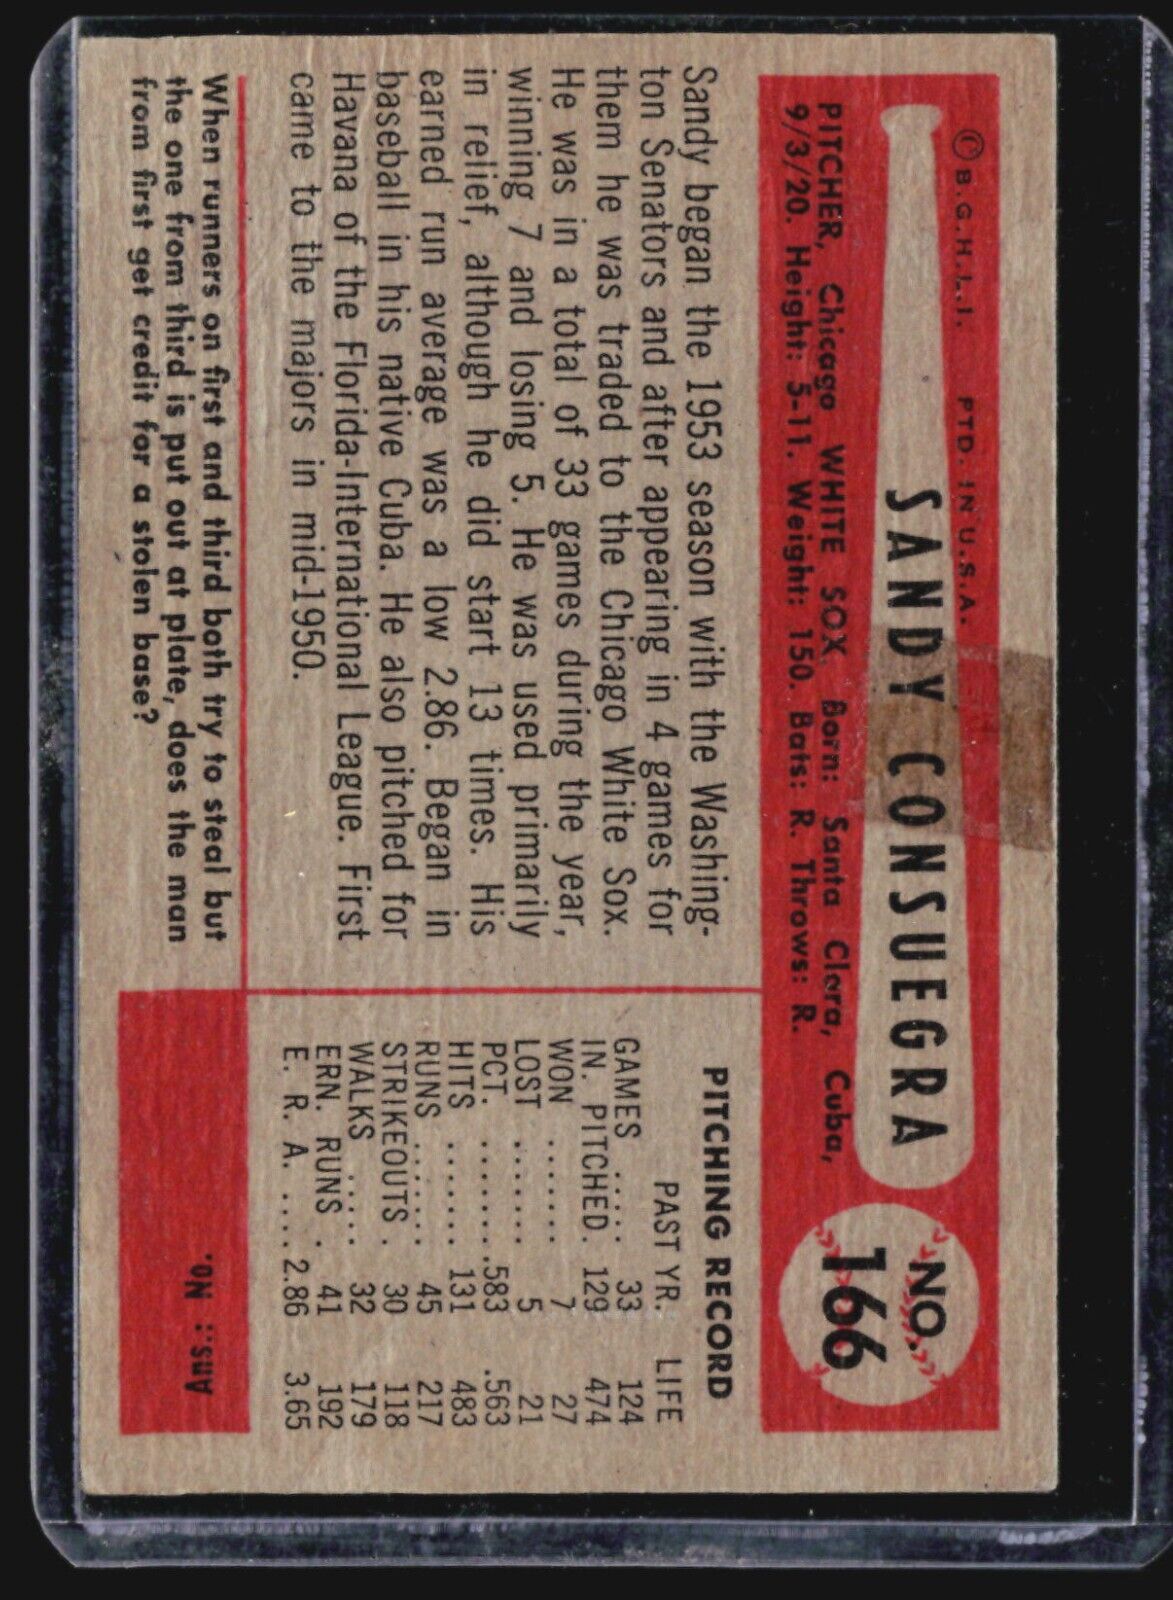 © B.G.H.L.I. PTD. IN U.S.A.
SANDY CONSUEGRA
NO.
166
PITCHER, Chicago WHITE SOX. Born: Santa Clara, Cuba,
9/3/20. Height: 5-11. Weight: 150. Bats: R. Throws: R.
Sandy began the 1953 season with the Washing-
ton Senators and after appearing in 4 games for
them he was traded to the Chicago White Sox.
He was in a total of 33 games during the year,
winning 7 and losing 5. He was used primarily
in relief, although he did start 13 times. His
earned run average was a low 2.86. Began in
baseball in his native Cuba. He also pitched for
Havana of the Florida-International League. First
came to the majors in mid-1950.
PITCHING RECORD
PAST YR. LIFE
GAMES ..... 33 124
IN. PITCHED. 129 474
WON ....... 7 27
LOST ....... 5 21
PCT. ....... .583 .563
HITS ....... 131 483
RUNS ....... 45 217
STRIKEOUTS . 30 118
WALKS ..... 32 179
ERN. RUNS . 41 192
E. R. A. .... 2.86 3.65
When runners on first and third both try to steal but
the one from third is put out at plate, does the man
from first get credit for a stolen base?
Ans.: No.